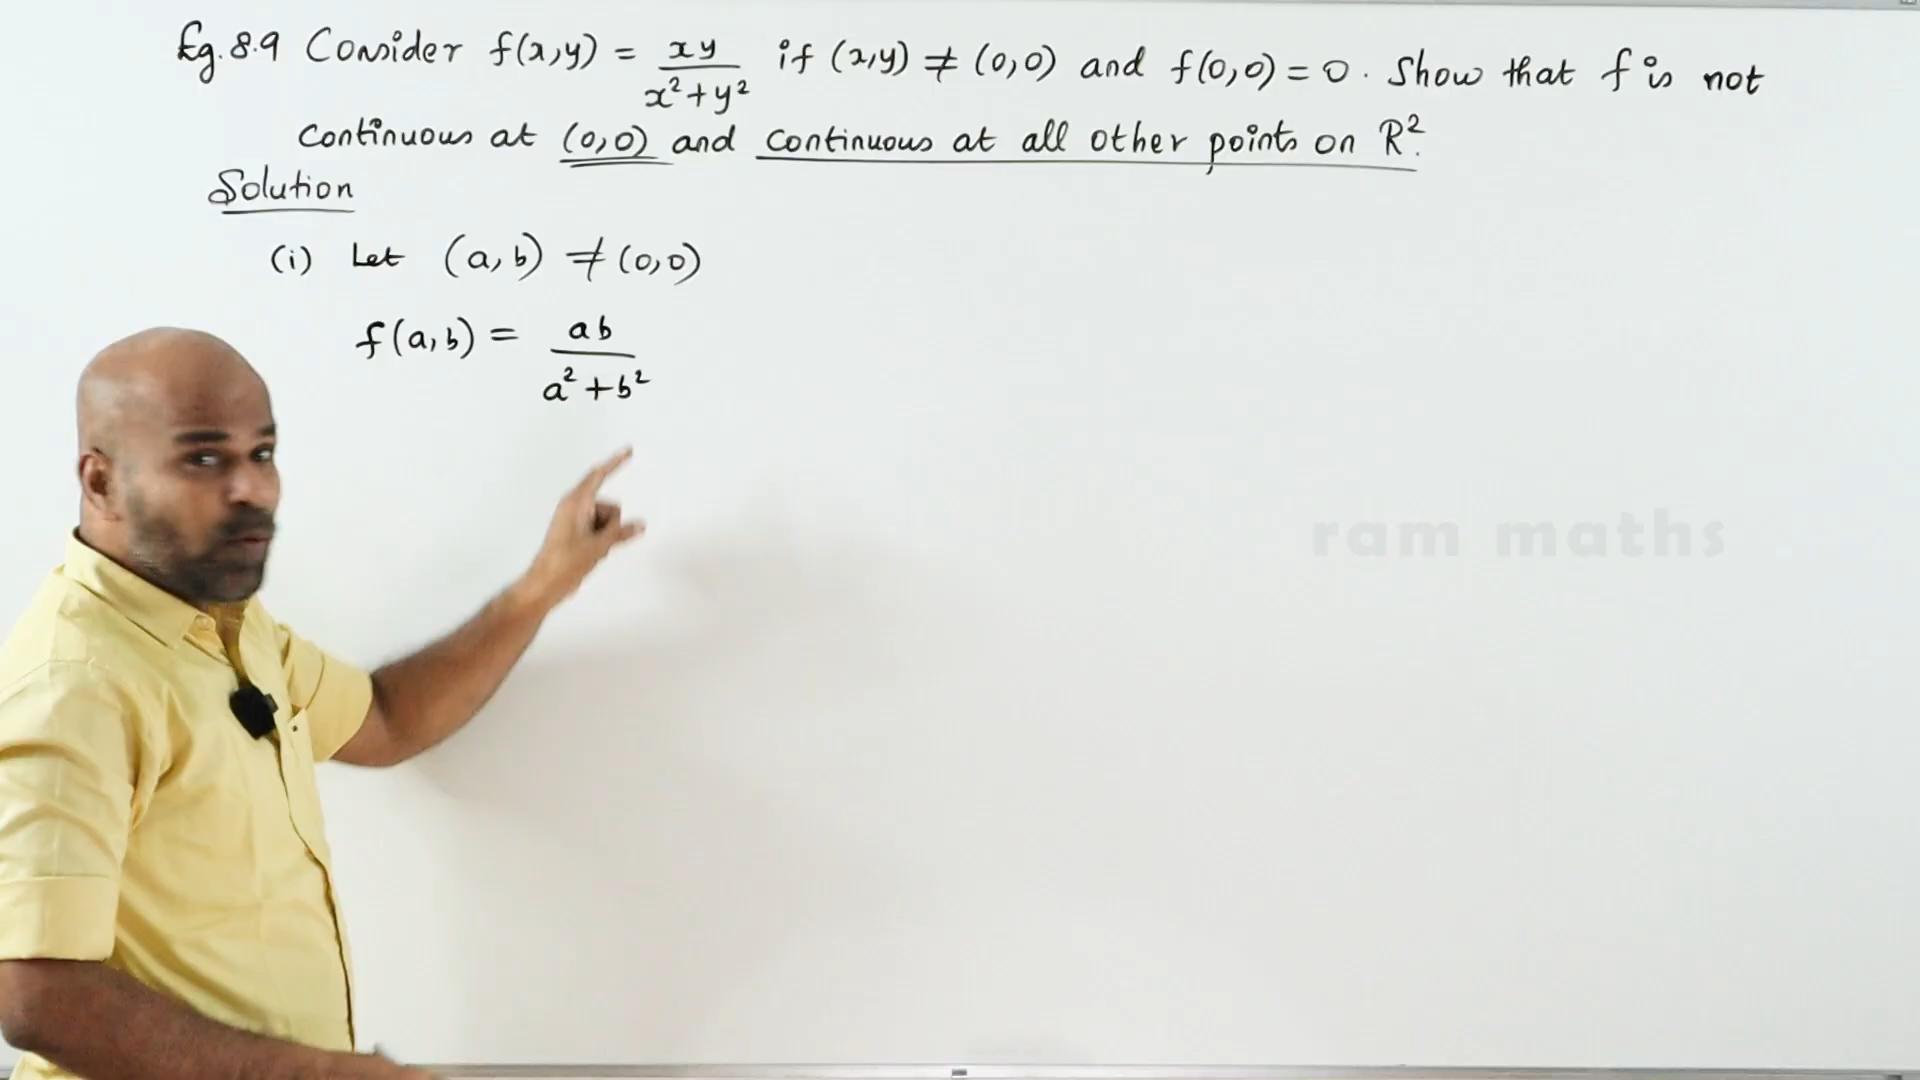 Eg. 8.9 Consider f(x,y) = xy / x²+y² if (x,y) ≠ (0,0) and f(0,0) = 0. Show that f is not
continuous at (0,0) and continuous at all other points on R².
Solution
(i) Let (a,b) ≠ (0,0)
f(a,b) = ab / a²+b²
ram maths